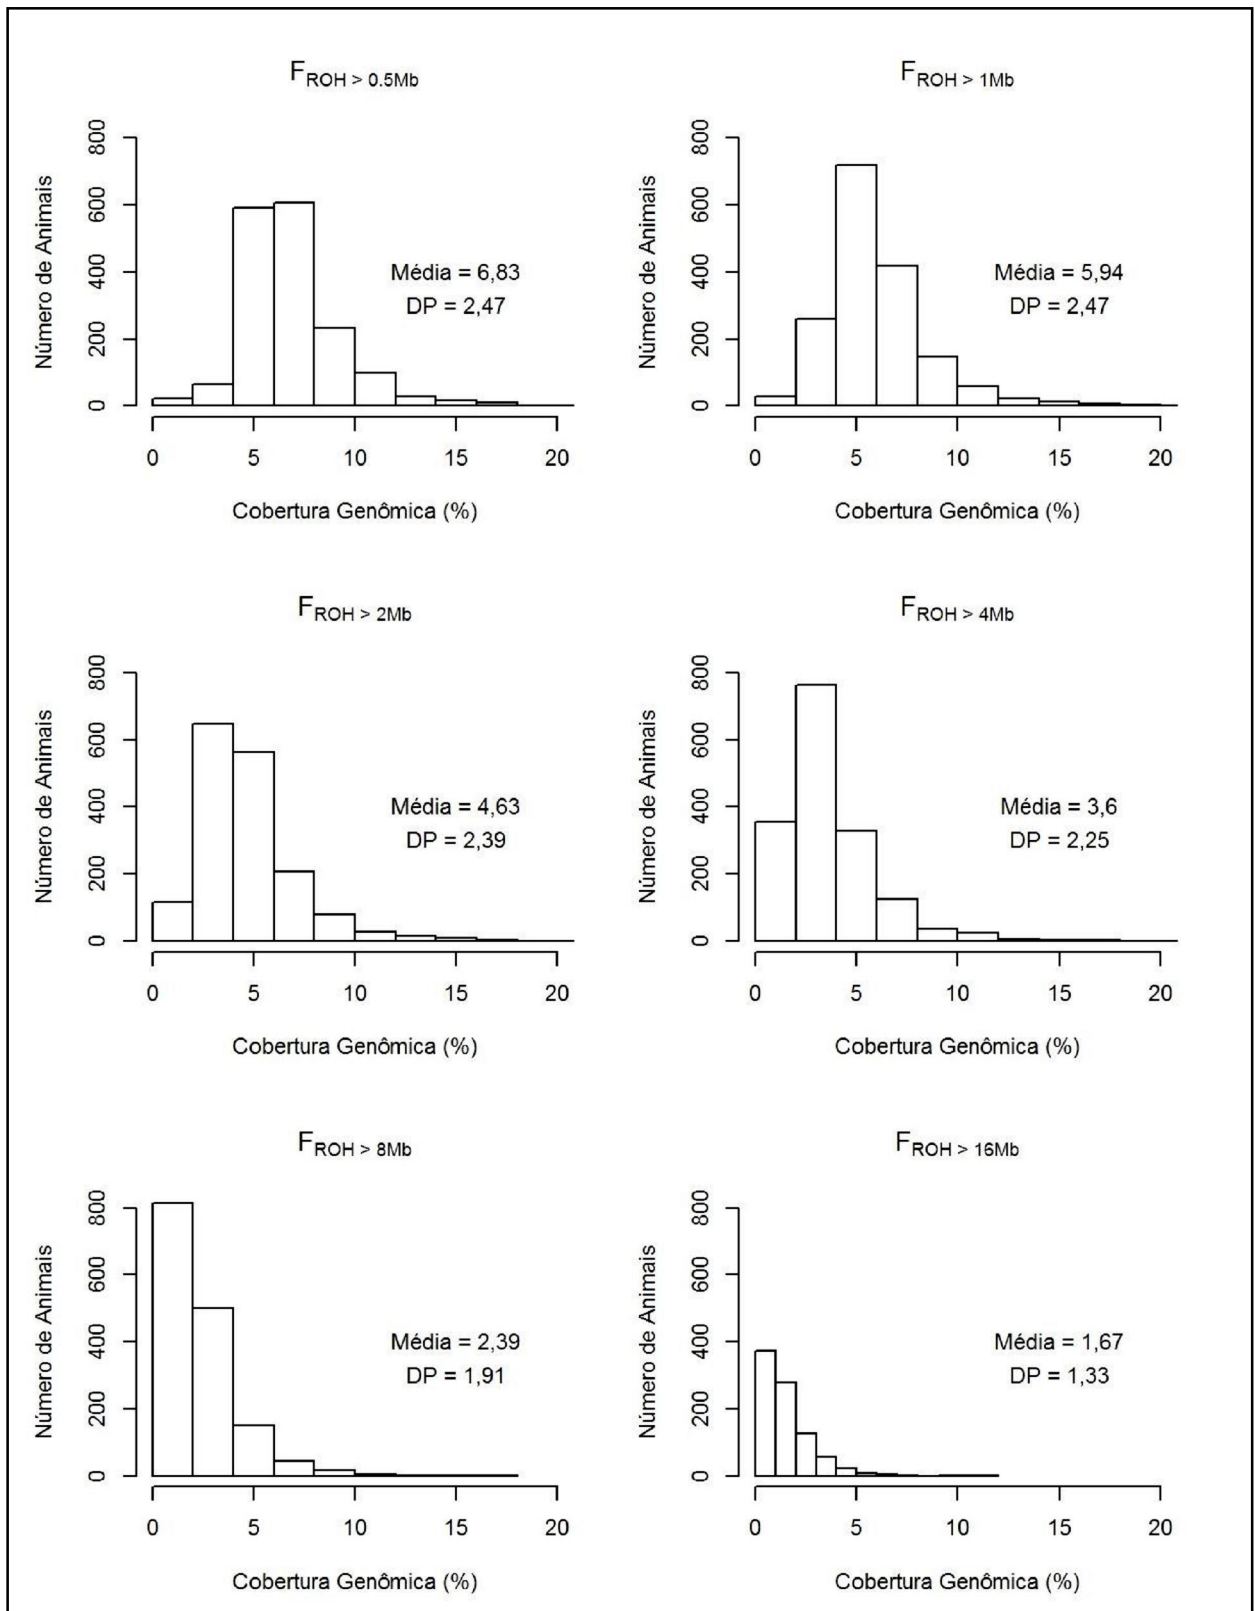 F ROH > 0.5Mb
Número de Animais
800
600
400
200
0
Média = 6,83
DP = 2,47
0 5 10 15 20
Cobertura Genômica (%)
F ROH > 1Mb
Número de Animais
800
600
400
200
0
Média = 5,94
DP = 2,47
0 5 10 15 20
Cobertura Genômica (%)
F ROH > 2Mb
Número de Animais
800
600
400
200
0
Média = 4,63
DP = 2,39
0 5 10 15 20
Cobertura Genômica (%)
F ROH > 4Mb
Número de Animais
800
600
400
200
0
Média = 3,6
DP = 2,25
0 5 10 15 20
Cobertura Genômica (%)
F ROH > 8Mb
Número de Animais
800
600
400
200
0
Média = 2,39
DP = 1,91
0 5 10 15 20
Cobertura Genômica (%)
F ROH > 16Mb
Número de Animais
800
600
400
200
0
Média = 1,67
DP = 1,33
0 5 10 15 20
Cobertura Genômica (%)